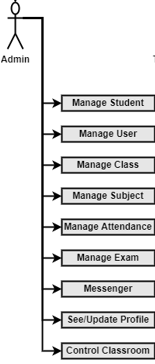 Admin
Manage Student
Manage User
Manage Class
Manage Subject
Manage Attendance
Manage Exam
Messenger
See/Update Profile
Control Classroom